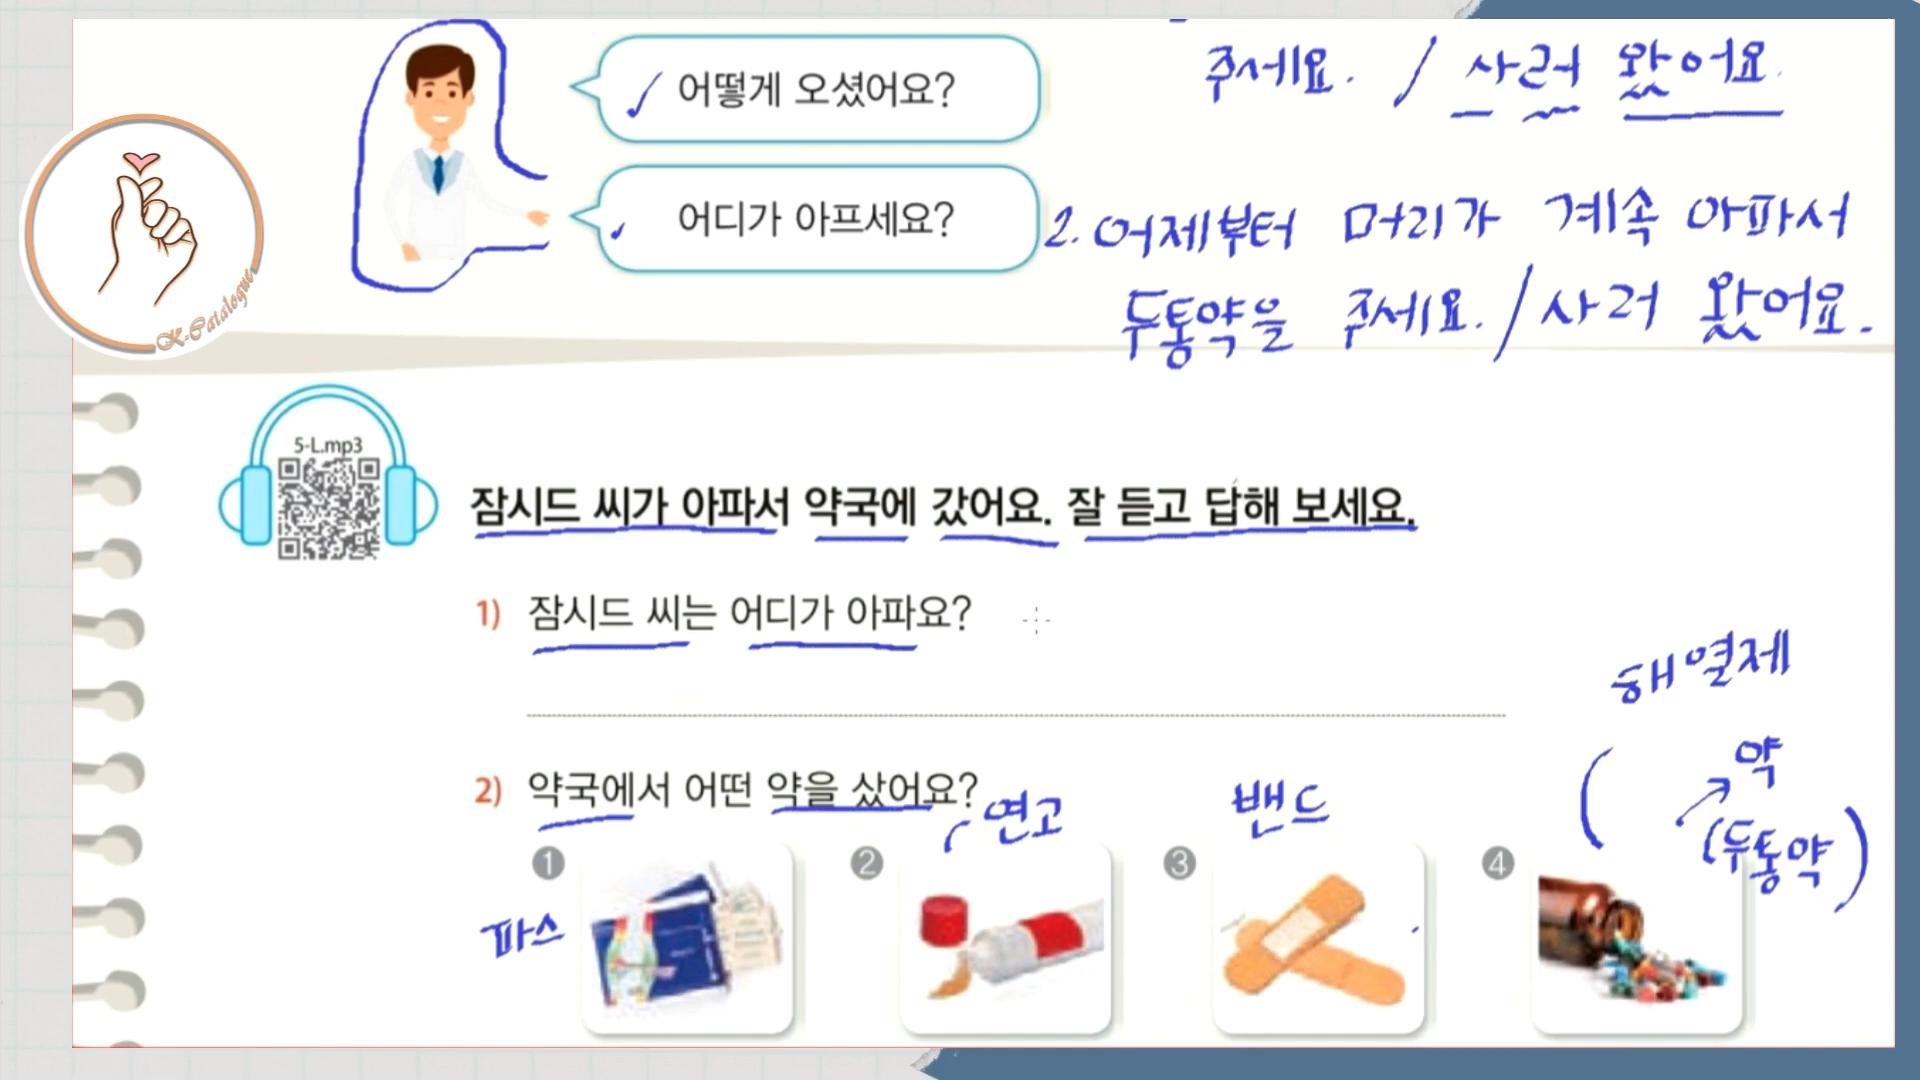 어떻게 오셨어요?
주세요. / 사러 왔어요.
어디가 아프세요?
2. 어제부터 머리가 계속 아파서
두통약을 주세요. / 사러 왔어요.
K-Catalogue
5-L.mp3
잠시드 씨가 아파서 약국에 갔어요. 잘 듣고 답해 보세요.
1) 잠시드 씨는 어디가 아파요?
해열제
2) 약국에서 어떤 약을 샀어요?
연고
밴드
약
(두통약)
1
2
3
4
파스